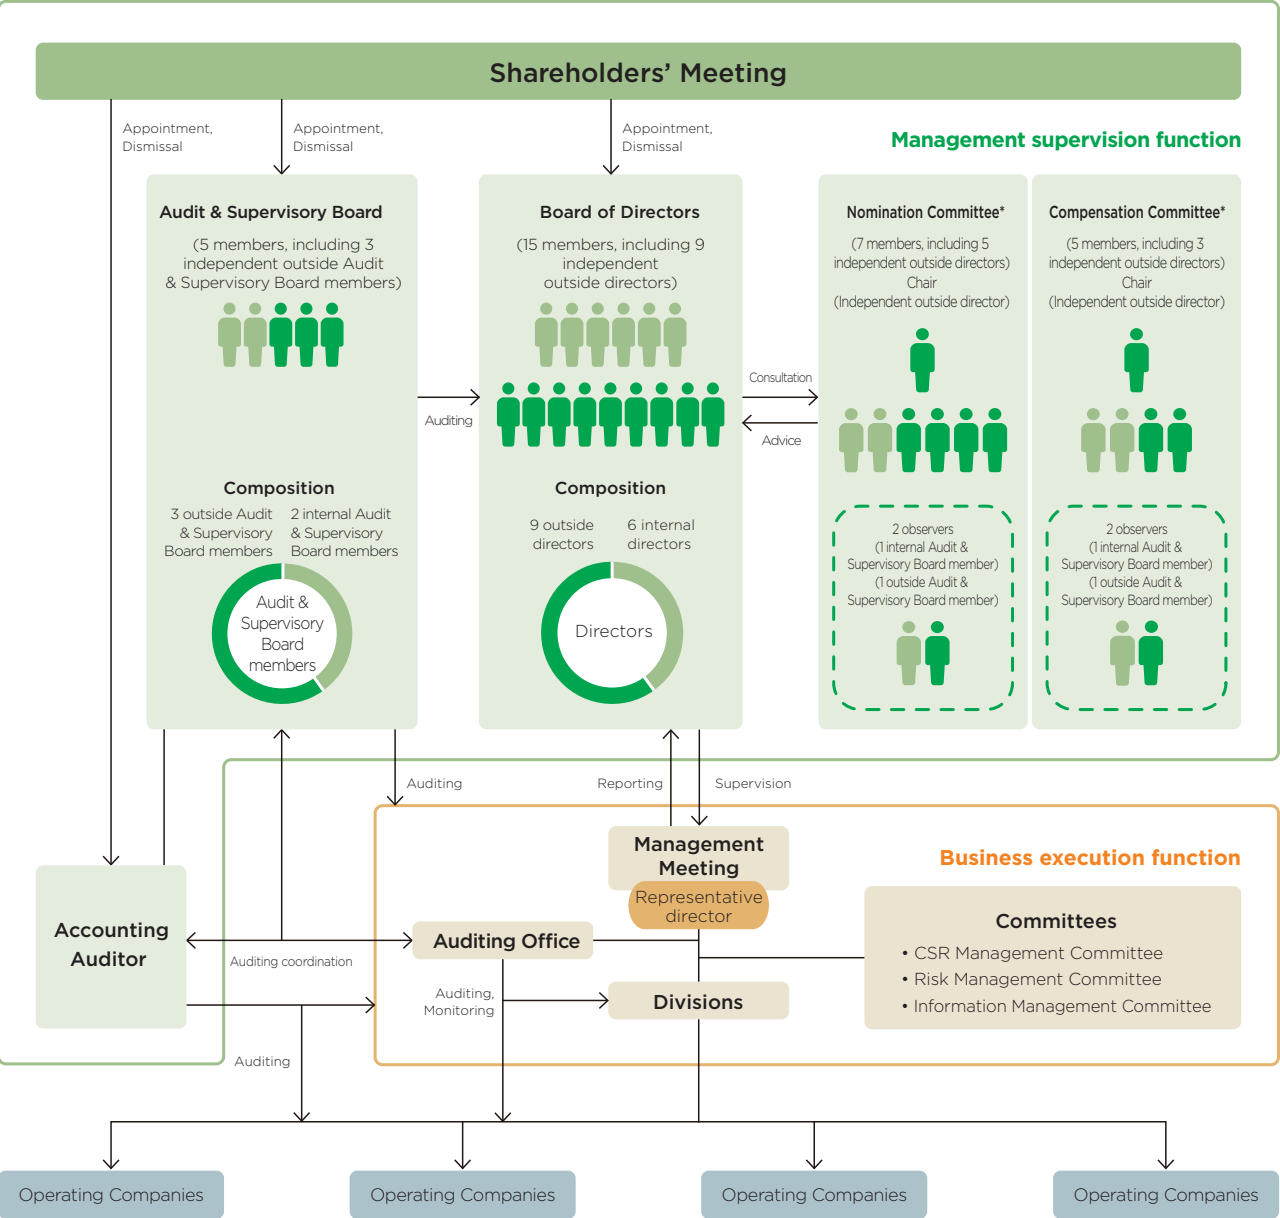 Shareholders’ Meeting
Appointment,
Dismissal
Appointment,
Dismissal
Appointment,
Dismissal
Management supervision function
Audit & Supervisory Board
(5 members, including 3
independent outside Audit
& Supervisory Board members)
Composition
3 outside Audit
& Supervisory
Board members
2 internal Audit
& Supervisory
Board members
Audit &
Supervisory
Board
members
Auditing
Board of Directors
(15 members, including 9
independent
outside directors)
Composition
9 outside
directors
6 internal
directors
Directors
Consultation
Advice
Nomination Committee*
(7 members, including 5
independent outside directors)
Chair
(Independent outside director)
2 observers
(1 internal Audit &
Supervisory Board member)
(1 outside Audit &
Supervisory Board member)
Compensation Committee*
(5 members, including 3
independent outside directors)
Chair
(Independent outside director)
2 observers
(1 internal Audit &
Supervisory Board member)
(1 outside Audit &
Supervisory Board member)
Auditing
Reporting
Supervision
Management
Meeting
Representative
director
Business execution function
Accounting
Auditor
Auditing coordination
Auditing Office
Auditing,
Monitoring
Divisions
Committees
• CSR Management Committee
• Risk Management Committee
• Information Management Committee
Auditing
Operating Companies
Operating Companies
Operating Companies
Operating Companies